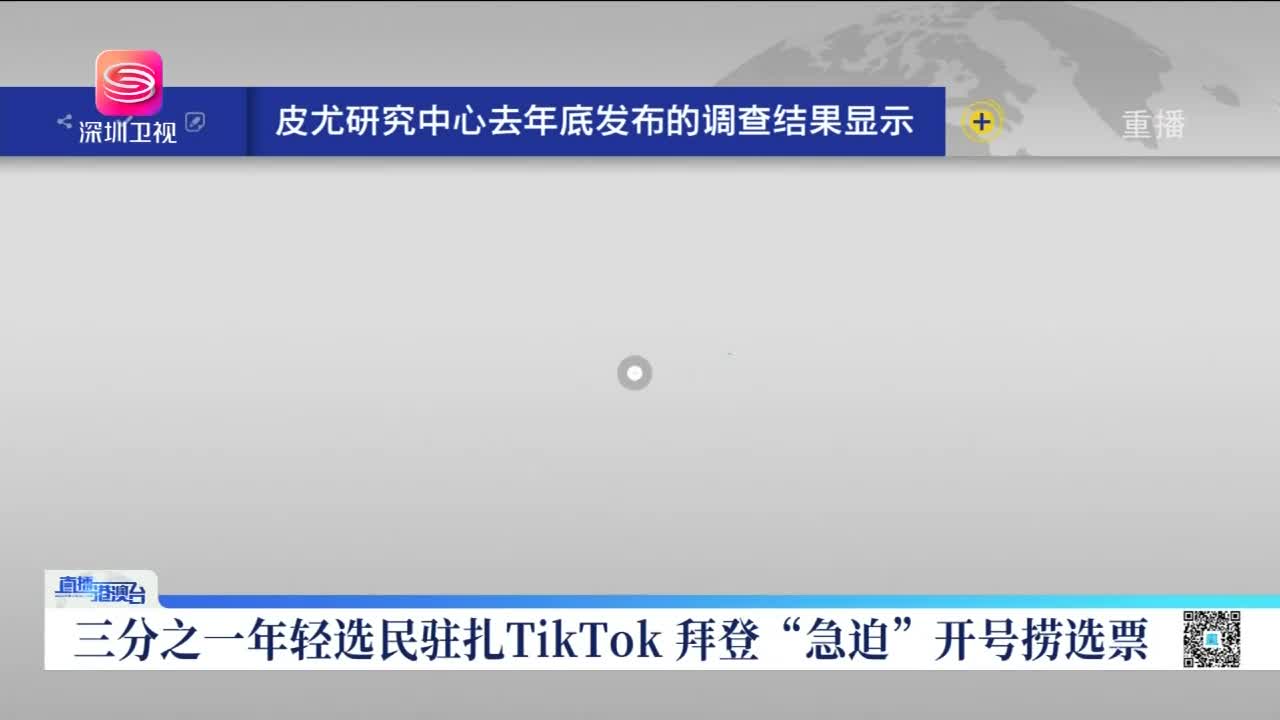 深圳卫视
皮尤研究中心去年底发布的调查结果显示
重播
直播港澳台
三分之一年轻选民驻扎TikTok 拜登“急迫”开号捞选票